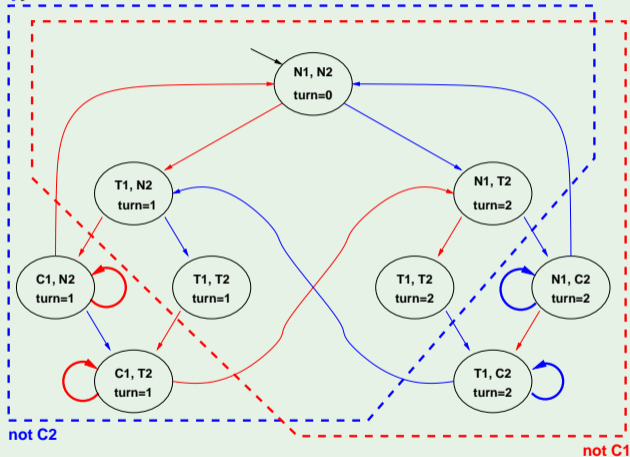 N1, N2
turn=0
T1, N2
turn=1
N1, T2
turn=2
C1, N2
turn=1
T1, T2
turn=1
T1, T2
turn=2
N1, C2
turn=2
C1, T2
turn=1
T1, C2
turn=2
not C2
not C1